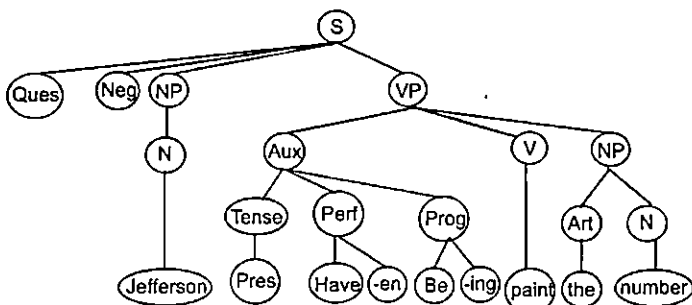 S
Ques Neg NP VP
N Aux V NP
Tense Perf Prog Art N
Jefferson Pres Have -en Be -ing paint the number